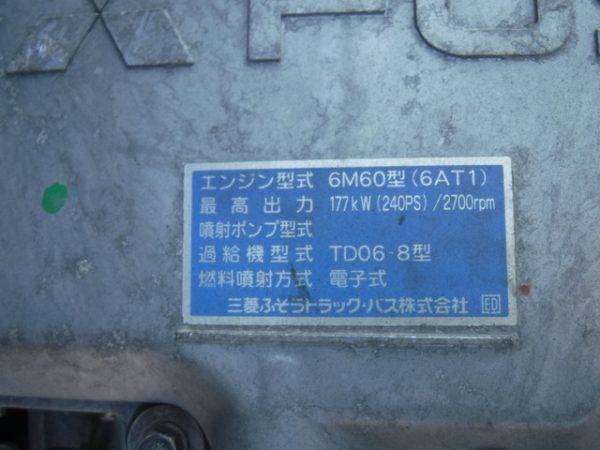 FUS
エンジン型式 6M60型(6AT1)
最高出力 177kW(240PS)/2700rpm
噴射ポンプ型式
過給機型式 TD06-8型
燃料噴射方式 電子式
三菱ふそうトラック・バス株式会社 ED